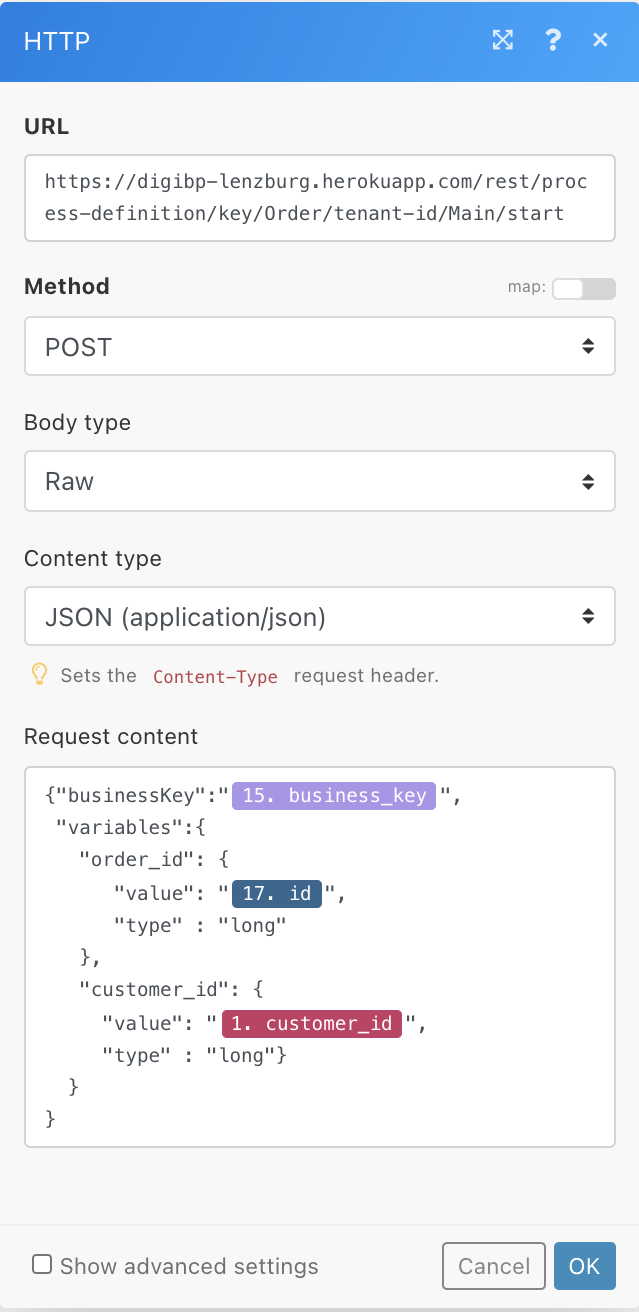 HTTP
URL
https://digibp-lenzburg.herokuapp.com/rest/proc
ess-definition/key/Order/tenant-id/Main/start
Method map:
POST
Body type
Raw
Content type
JSON (application/json)
Sets the Content-Type request header.
Request content
{"businessKey":"15. business_key",
"variables":{
"order_id": {
"value": "17. id",
"type" : "long"
},
"customer_id": {
"value": "1. customer_id",
"type" : "long"}
}
}
Show advanced settings Cancel OK